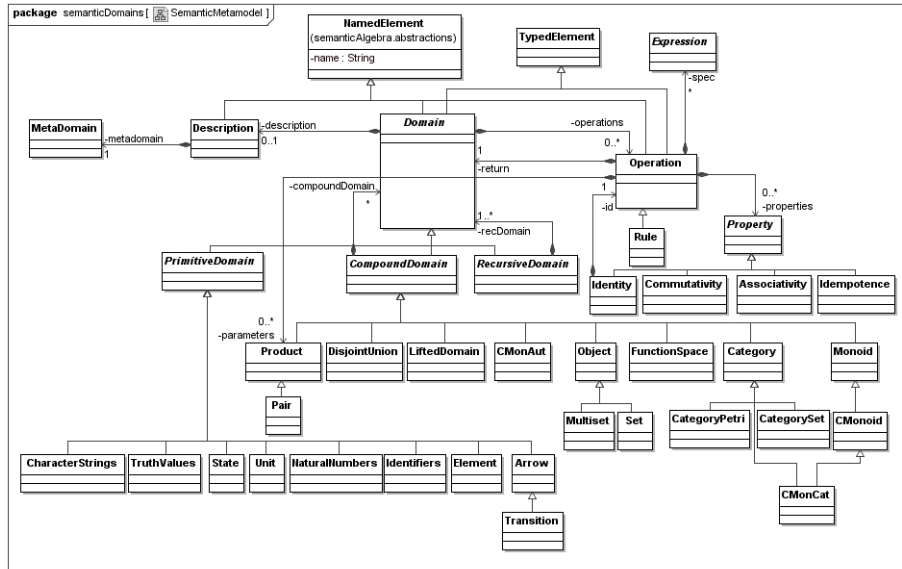 package semanticDomains [ SemanticMetamodel ]
NamedElement
(semanticAlgebra.abstractions)
-name : String
TypedElement
Expression
-spec
*
MetaDomain
-metadomain
1
Description
-description
0..1
Domain
-operations
0..*
1
-return
Operation
-compoundDomain
*
1
-id
0..*
-properties
1..*
-recDomain
Rule
Property
PrimitiveDomain
CompoundDomain
RecursiveDomain
Identity
Commutativity
Associativity
Idempotence
0..*
-parameters
Product
DisjointUnion
LiftedDomain
CMonAut
Object
FunctionSpace
Category
Monoid
Pair
Multiset
Set
CategoryPetri
CategorySet
CMonoid
CharacterStrings
TruthValues
State
Unit
NaturalNumbers
Identifiers
Element
Arrow
CMonCat
Transition